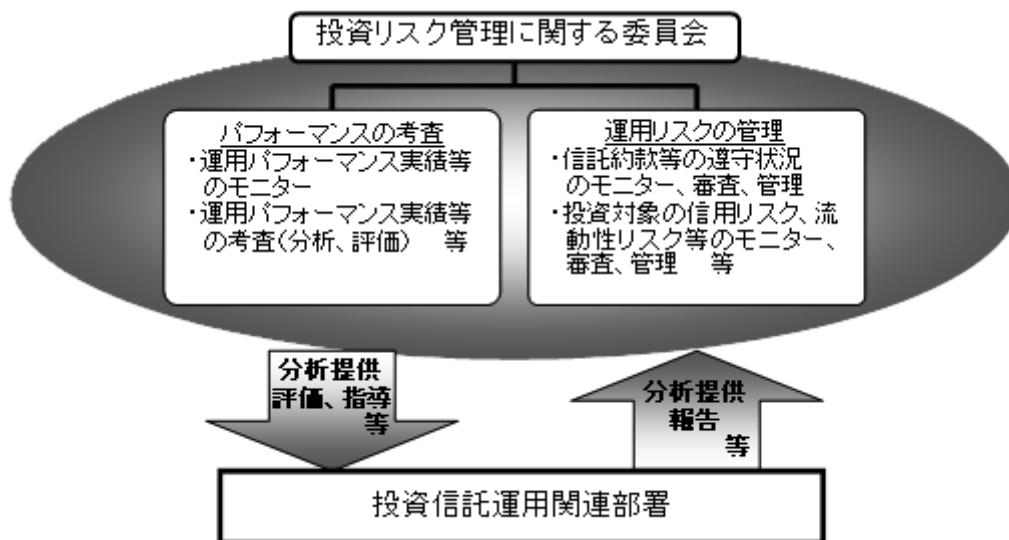 投資リスク管理に関する委員会
パフォーマンスの考査
・運用パフォーマンス実績等
のモニター
・運用パフォーマンス実績等
の考査(分析、評価)　等
運用リスクの管理
・信託約款等の遵守状況
のモニター、審査、管理
・投資対象の信用リスク、流
動性リスク等のモニター、
審査、管理　等
分析提供
評価、指導
等
分析提供
報告
等
投資信託運用関連部署